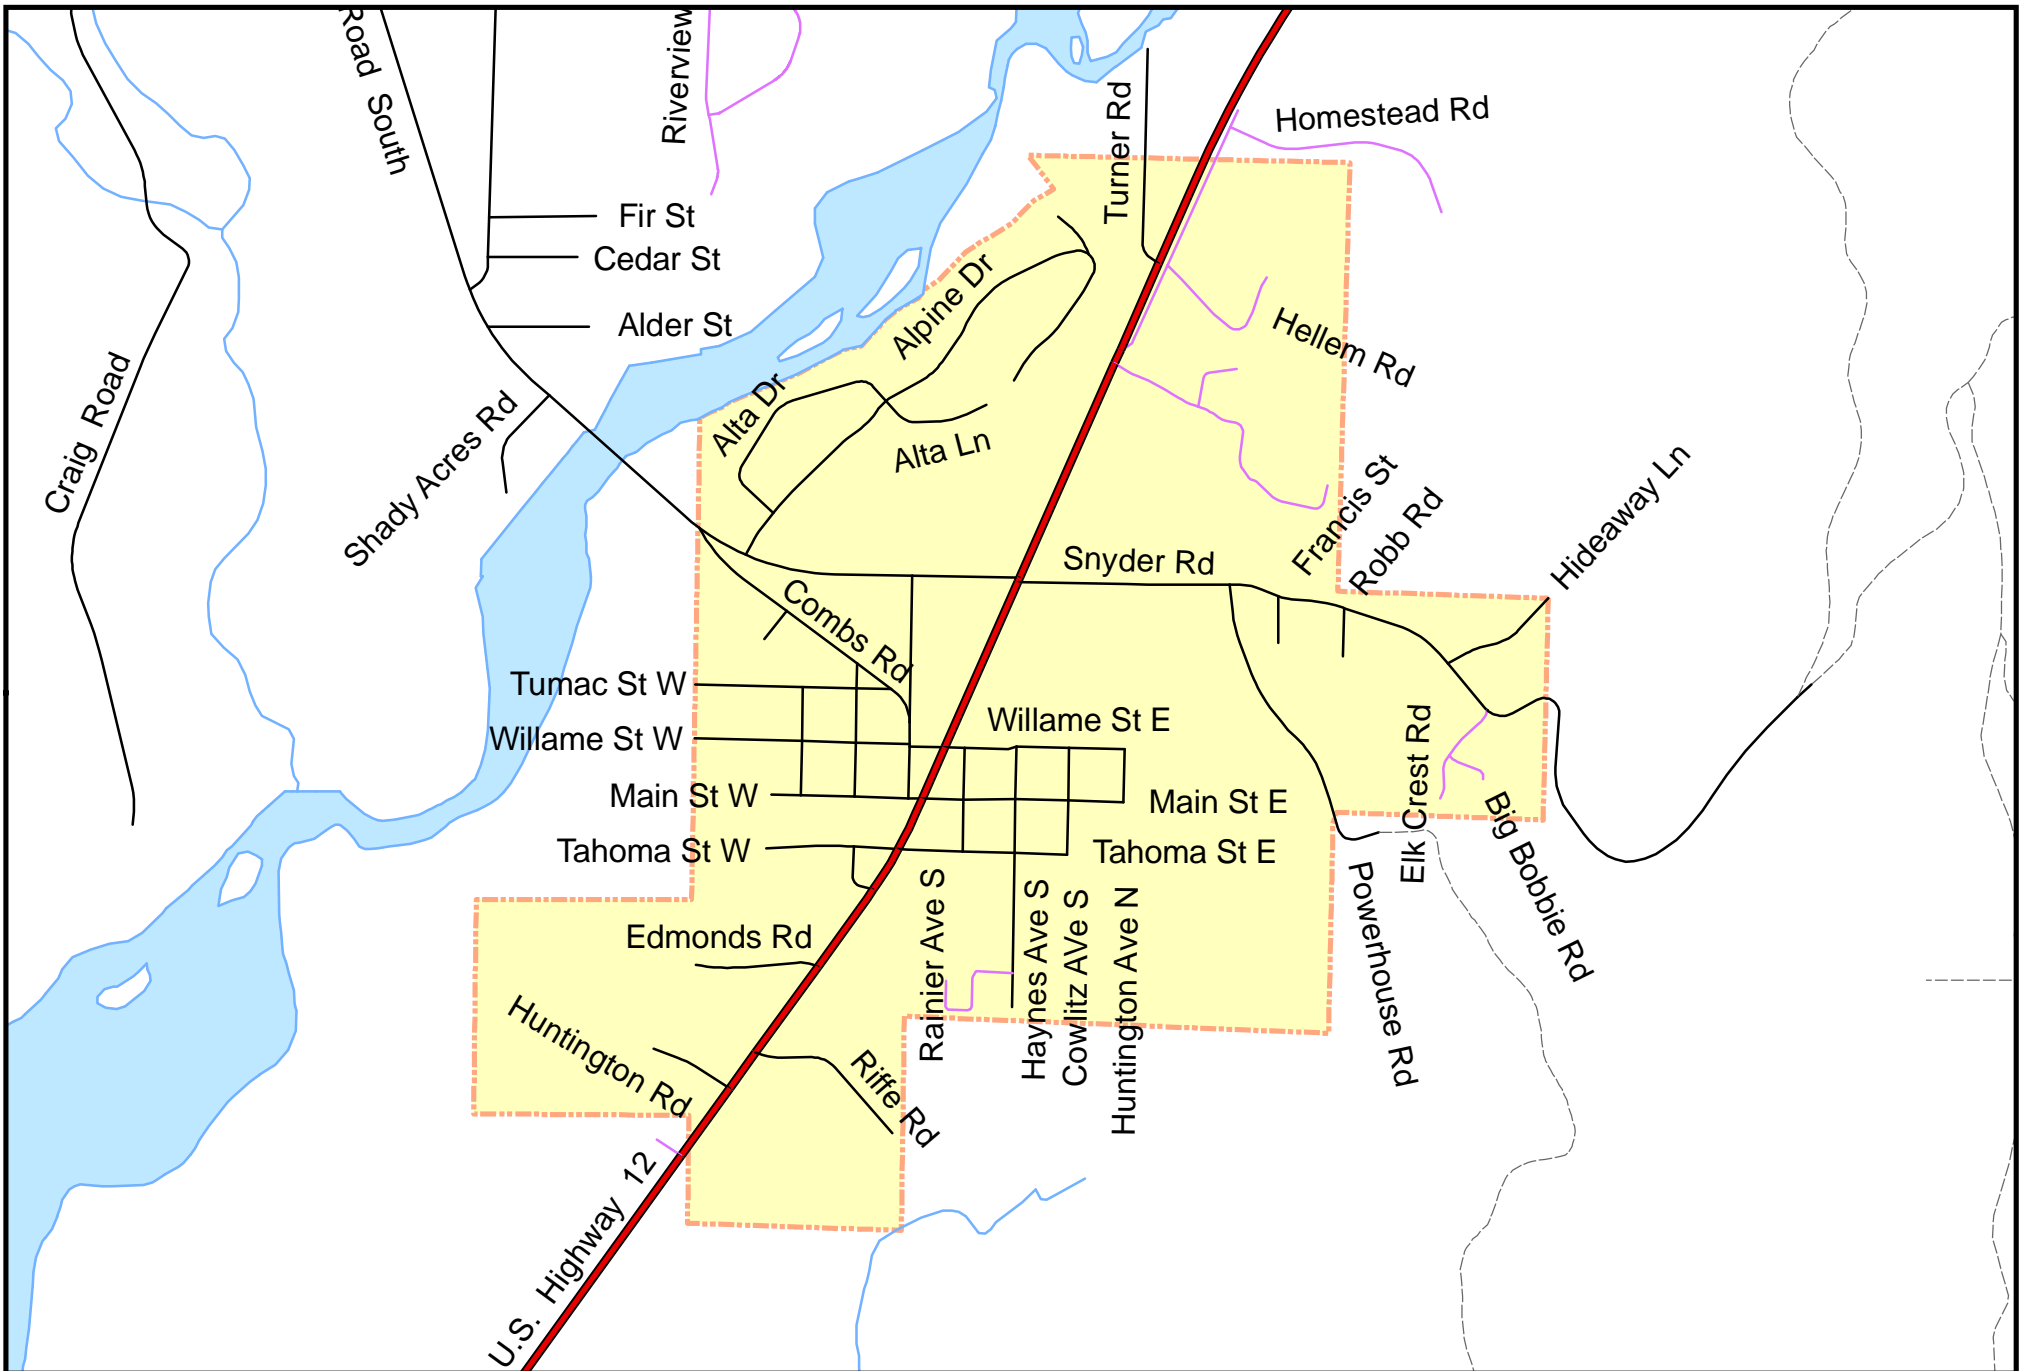 Road South
Riverview
Turner Rd
Homestead Rd
Fir St
Cedar St
Alder St
Alpine Dr
Hellem Rd
Craig Road
Shady Acres Rd
Alta Dr
Alta Ln
Francis St
Robb Rd
Hideaway Ln
Snyder Rd
Combs Rd
Tumac St W
Willame St W
Willame St E
Main St W
Main St E
Tahoma St W
Tahoma St E
Elk Crest Rd
Big Bobbie Rd
Powerhouse Rd
Edmonds Rd
Rainier Ave S
Haynes Ave S
Cowlitz AVe S
Huntington Ave N
Huntington Rd
Riffe Rd
U.S. Highway 12